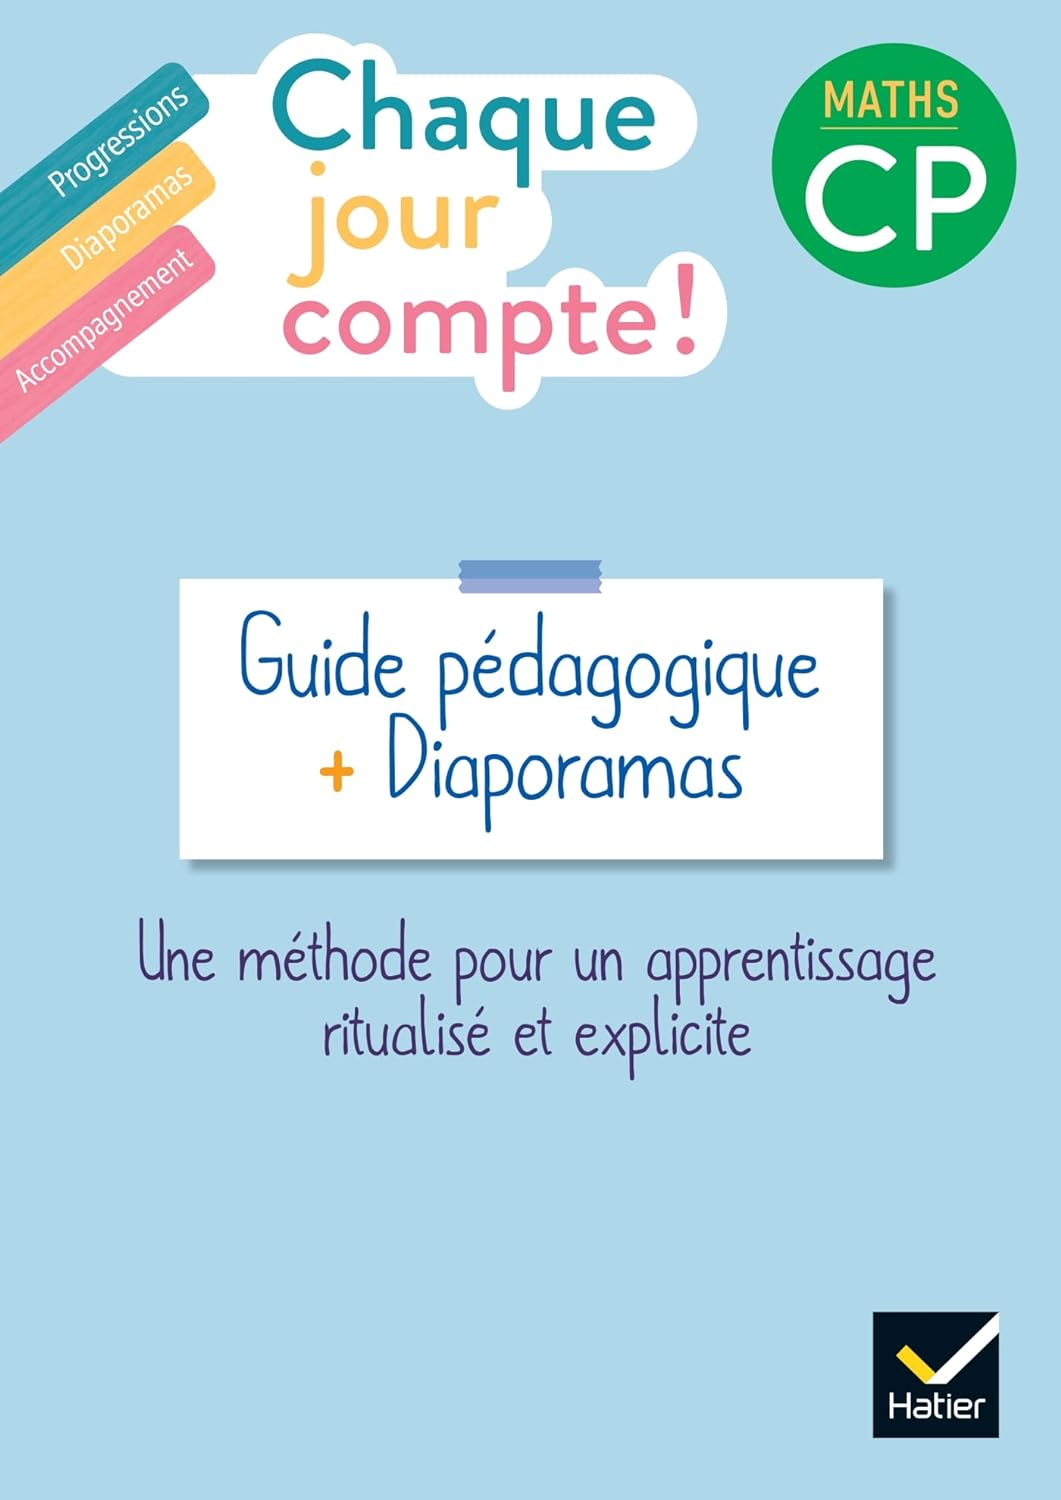 Progressions
Diaporamas
Accompagnement
Chaque
jour
compte !
MATHS
CP
Guide pédagogique
+ Diaporamas
Une méthode pour un apprentissage
ritualisé et explicite
Hatier